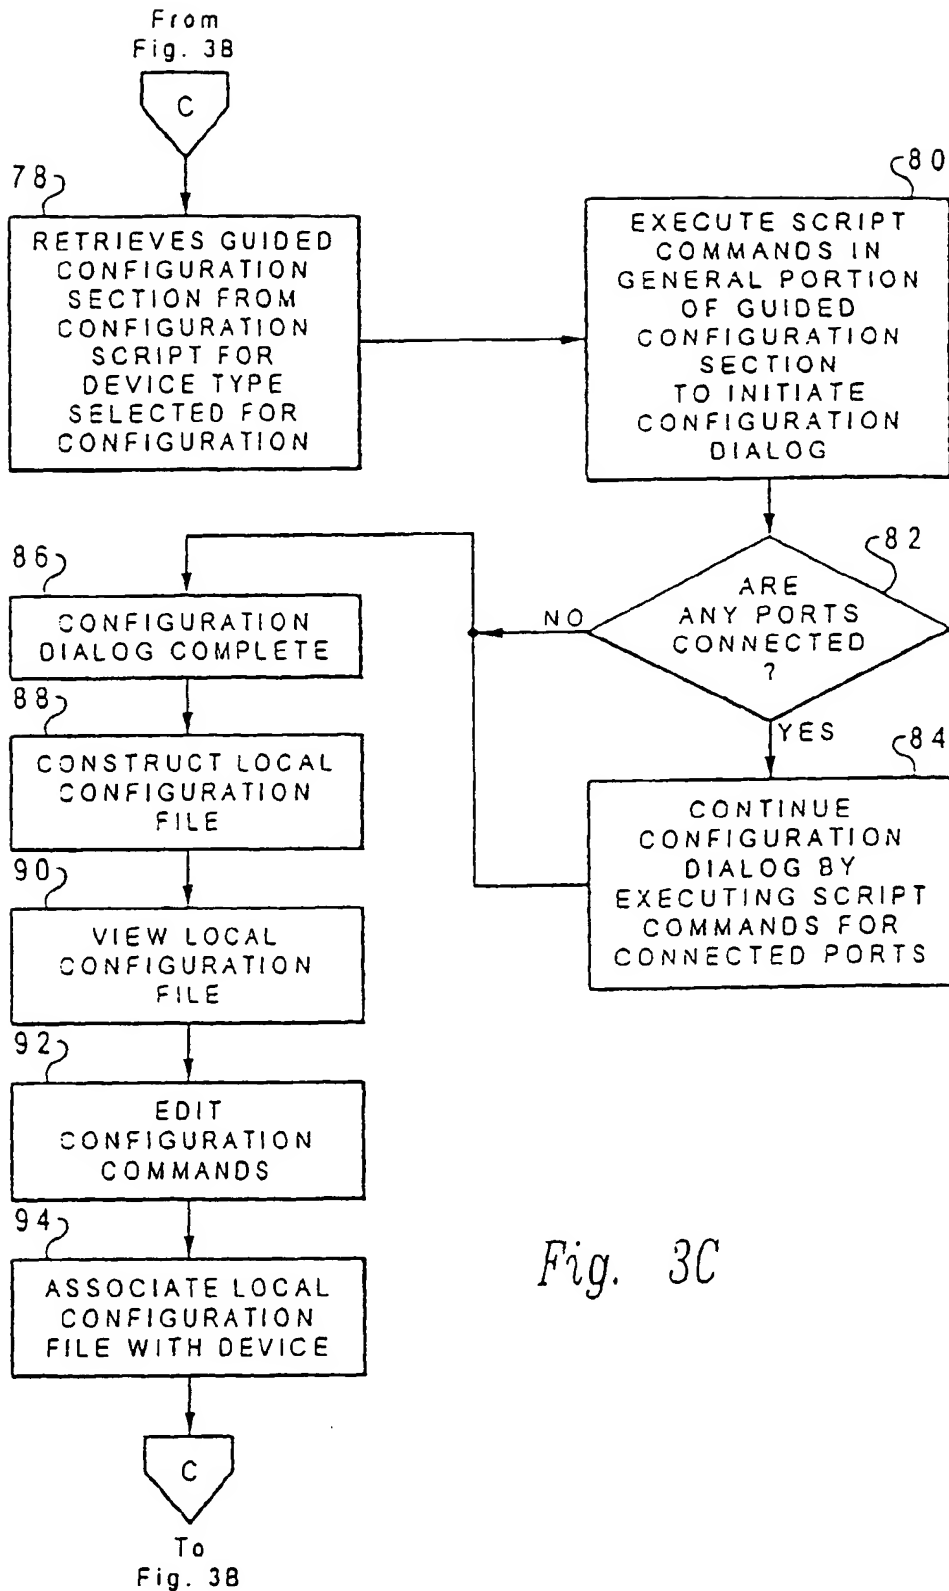 From
Fig. 3B
C
78
RETRIEVES GUIDED
CONFIGURATION
SECTION FROM
CONFIGURATION
SCRIPT FOR
DEVICE TYPE
SELECTED FOR
CONFIGURATION
80
EXECUTE SCRIPT
COMMANDS IN
GENERAL PORTION
OF GUIDED
CONFIGURATION
SECTION
TO INITIATE
CONFIGURATION
DIALOG
82
ARE
ANY PORTS
CONNECTED
?
NO
YES
84
CONTINUE
CONFIGURATION
DIALOG BY
EXECUTING SCRIPT
COMMANDS FOR
CONNECTED PORTS
86
CONFIGURATION
DIALOG COMPLETE
88
CONSTRUCT LOCAL
CONFIGURATION
FILE
90
VIEW LOCAL
CONFIGURATION
FILE
92
EDIT
CONFIGURATION
COMMANDS
94
ASSOCIATE LOCAL
CONFIGURATION
FILE WITH DEVICE
C
To
Fig. 3B
Fig. 3C